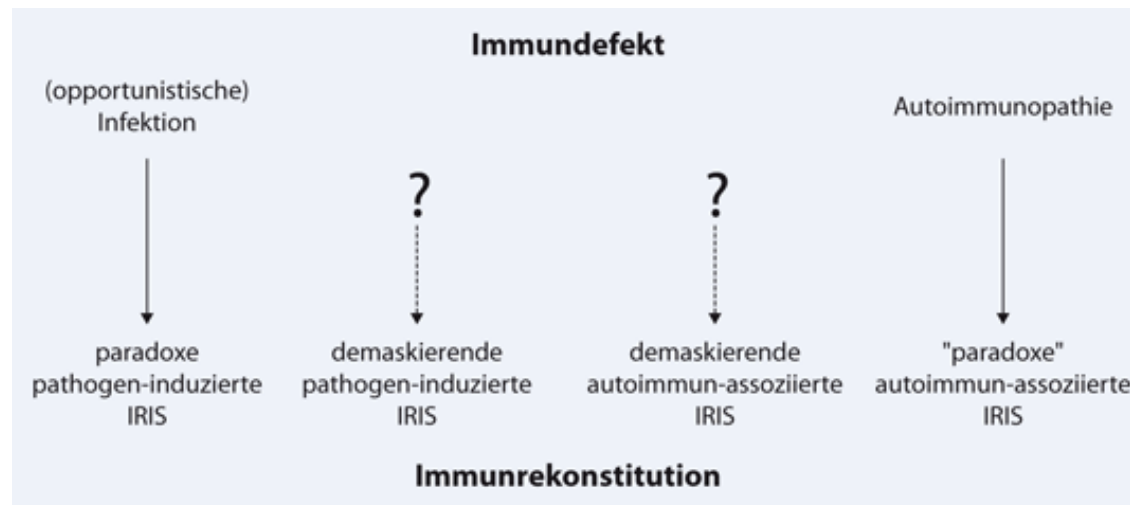 Immundefekt
(opportunistische)
Infektion
Autoimmunopathie
?
?
paradoxe
pathogen-induzierte
IRIS
demaskierende
pathogen-induzierte
IRIS
demaskierende
autoimmun-assoziierte
IRIS
"paradoxe"
autoimmun-assoziierte
IRIS
Immunrekonstitution